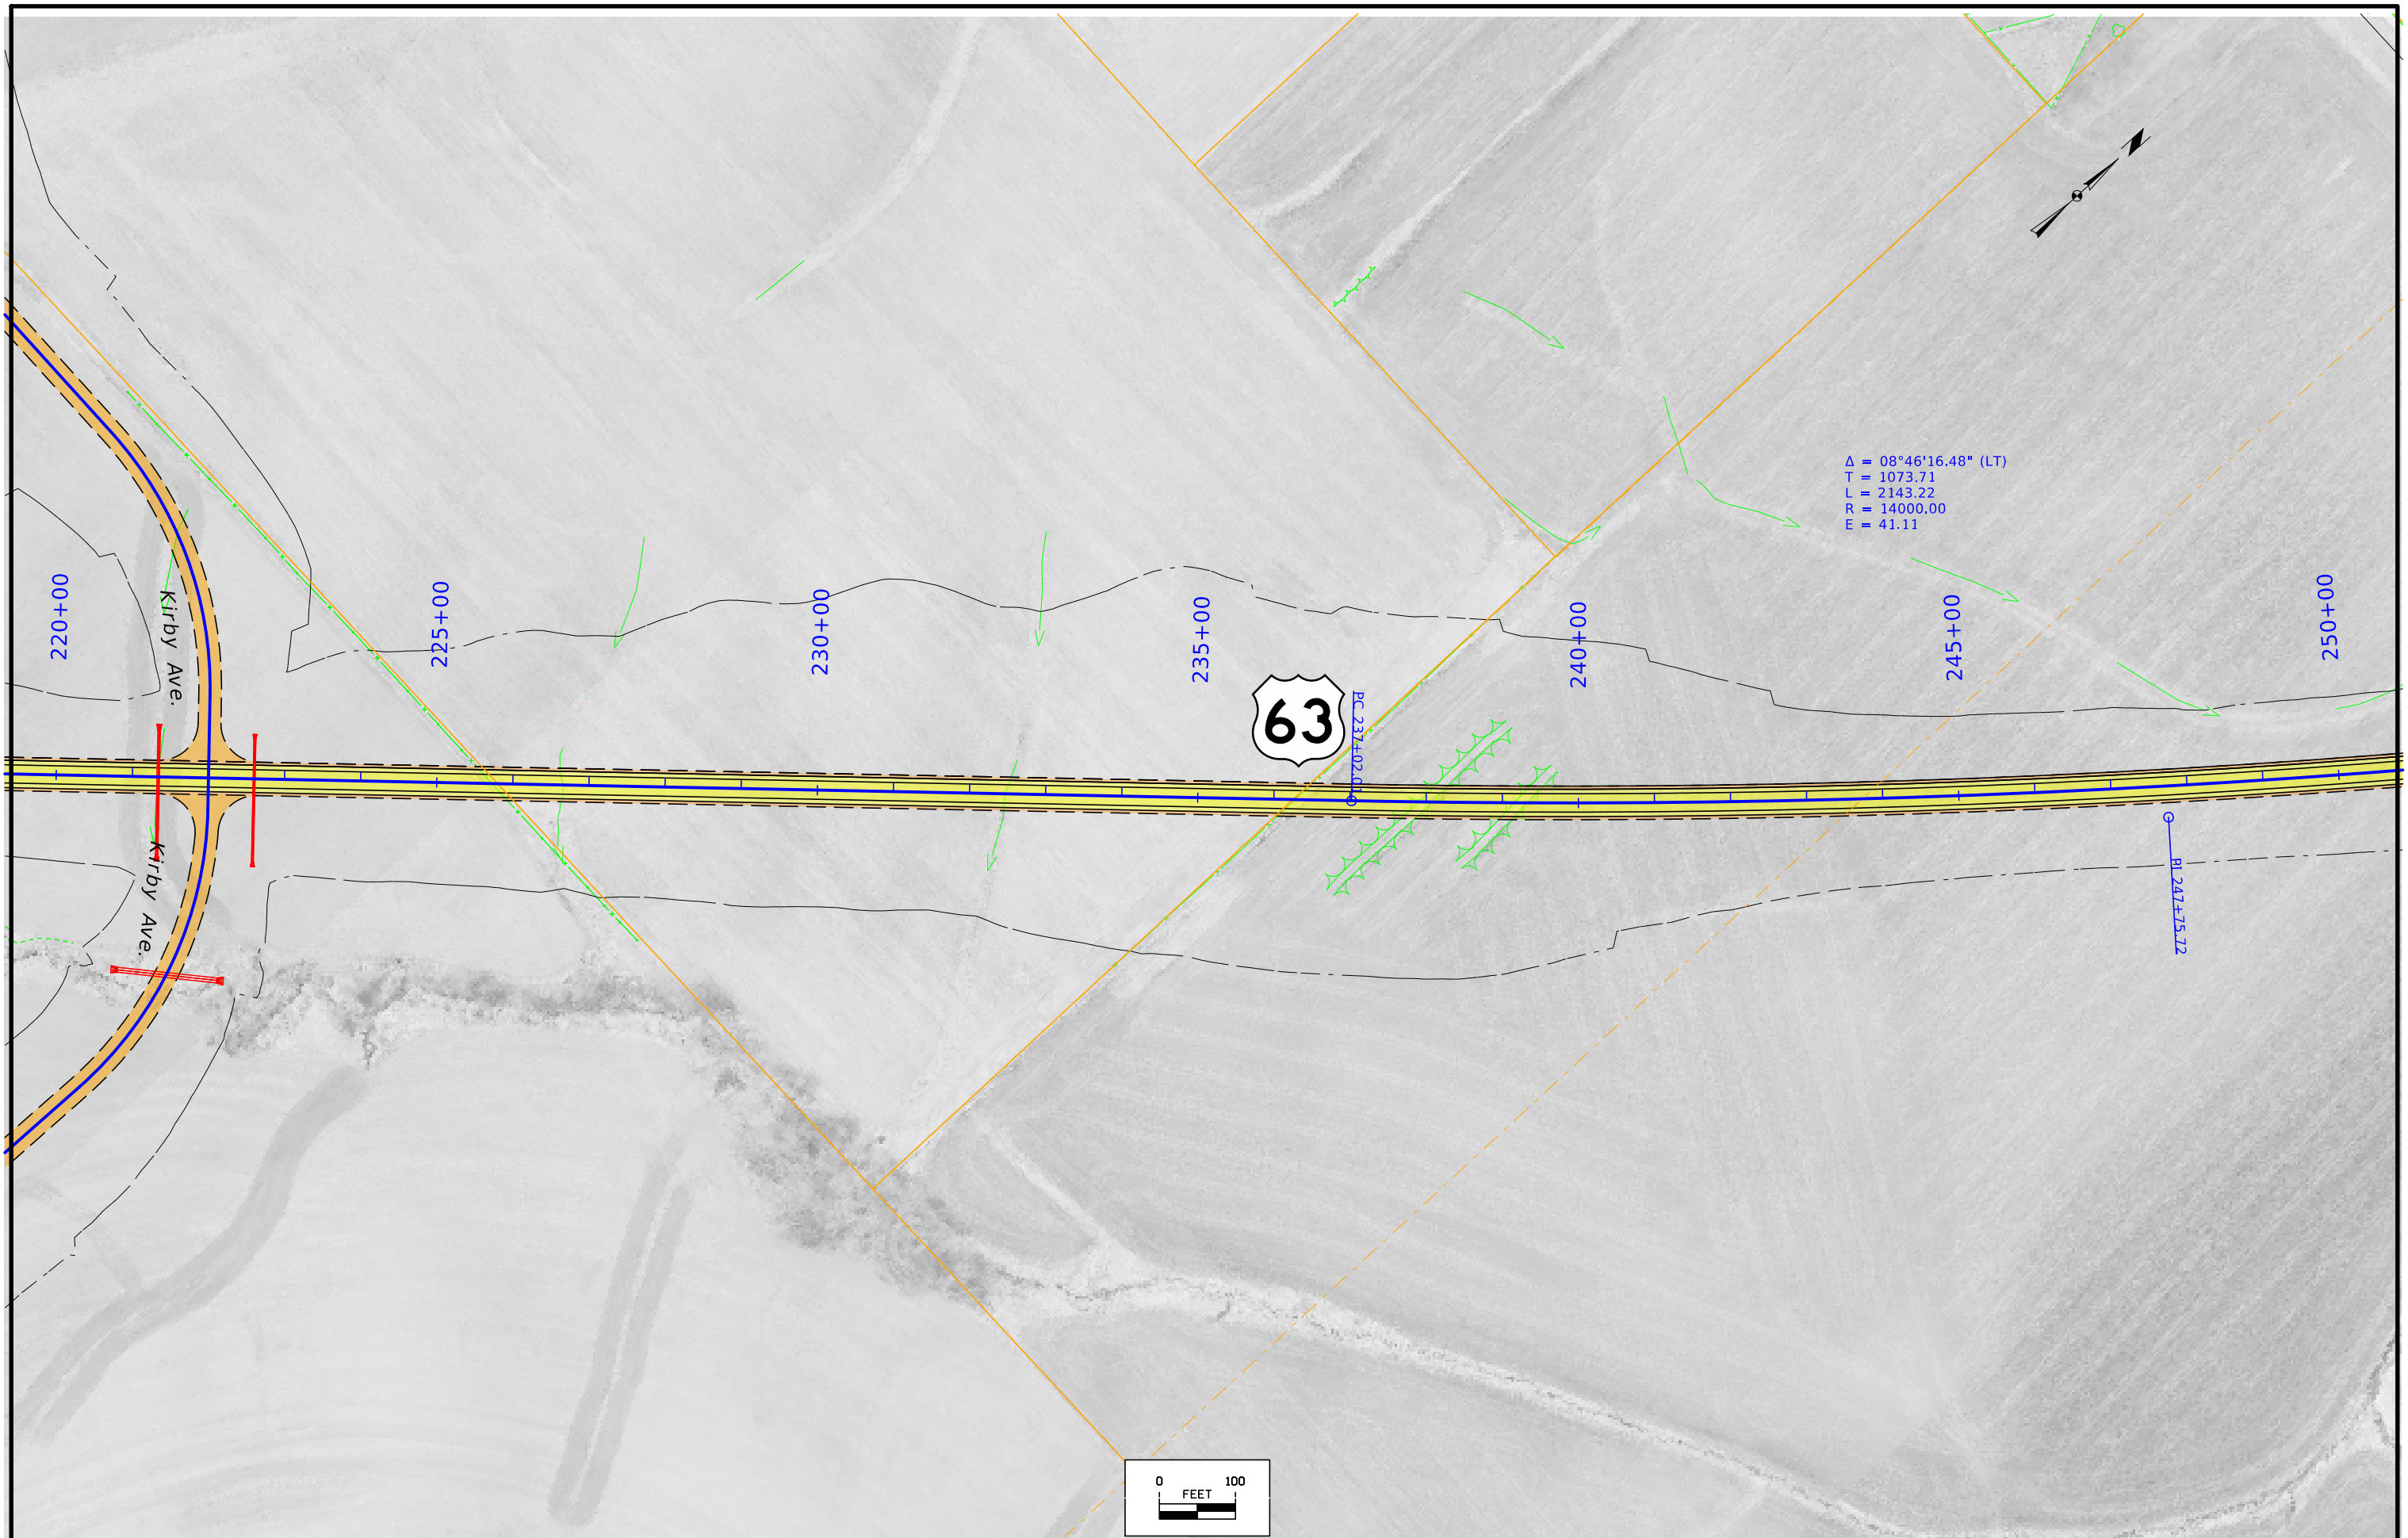 N
Δ = 08°46'16.48" (LT)
T = 1073.71
L = 2143.22
R = 14000.00
E = 41.11
220+00
Kirby Ave.
225+00
230+00
235+00
240+00
245+00
250+00
63
PC 237+02.01
Kirby Ave.
PI 247+75.72
0 100
FEET